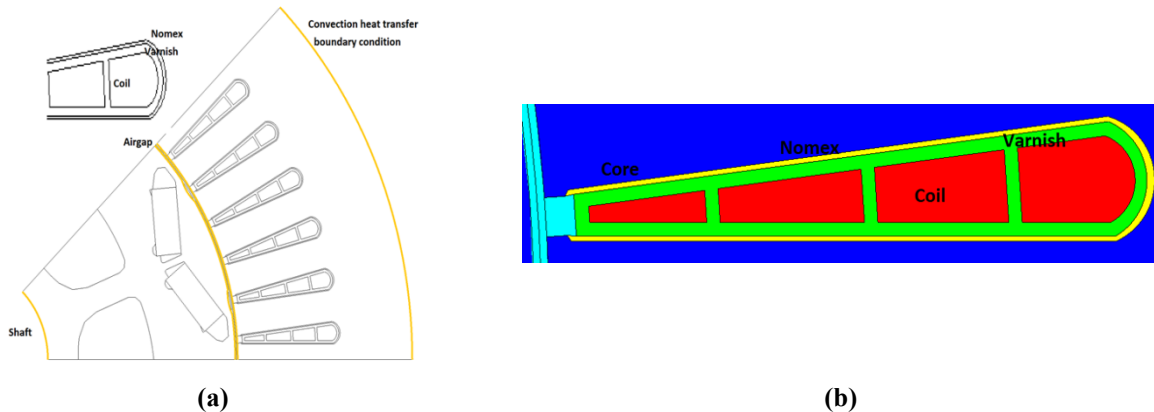 Nomex
Varnish
Coil
Convection heat transfer
boundary condition
Airgap
Shaft
Core
Nomex
Varnish
Coil
(a)
(b)